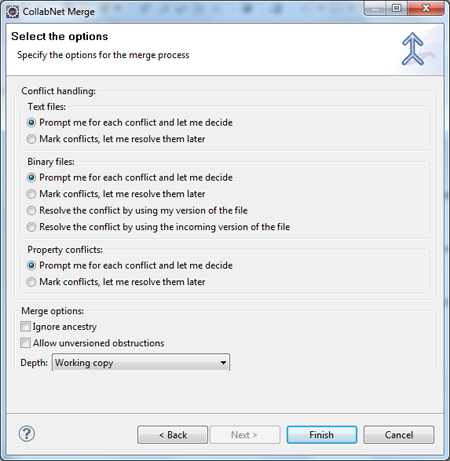 CollabNet Merge
Select the options
Specify the options for the merge process
Conflict handling:
Text files:
Prompt me for each conflict and let me decide
Mark conflicts, let me resolve them later
Binary files:
Prompt me for each conflict and let me decide
Mark conflicts, let me resolve them later
Resolve the conflict by using my version of the file
Resolve the conflict by using the incoming version of the file
Property conflicts:
Prompt me for each conflict and let me decide
Mark conflicts, let me resolve them later
Merge options:
Ignore ancestry
Allow unversioned obstructions
Depth: Working copy
? < Back Next > Finish Cancel